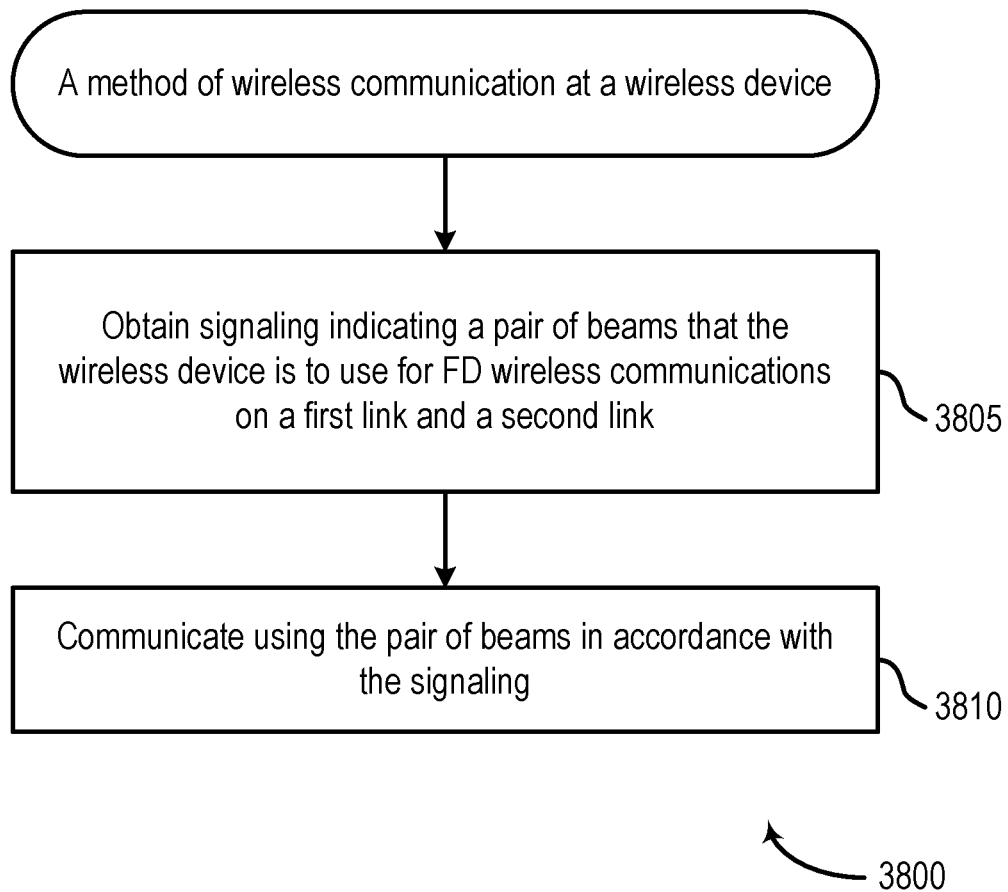 A method of wireless communication at a wireless device
Obtain signaling indicating a pair of beams that the
wireless device is to use for FD wireless communications
on a first link and a second link
3805
Communicate using the pair of beams in accordance with
the signaling
3810
3800